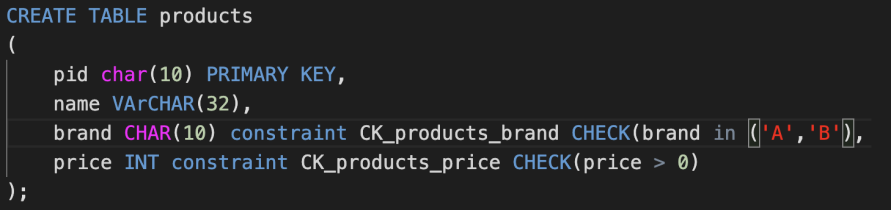 CREATE TABLE products
(
    pid char(10) PRIMARY KEY,
    name VArCHAR(32),
    brand CHAR(10) constraint CK_products_brand CHECK(brand in ('A','B'),
    price INT constraint CK_products_price CHECK(price > 0)
);